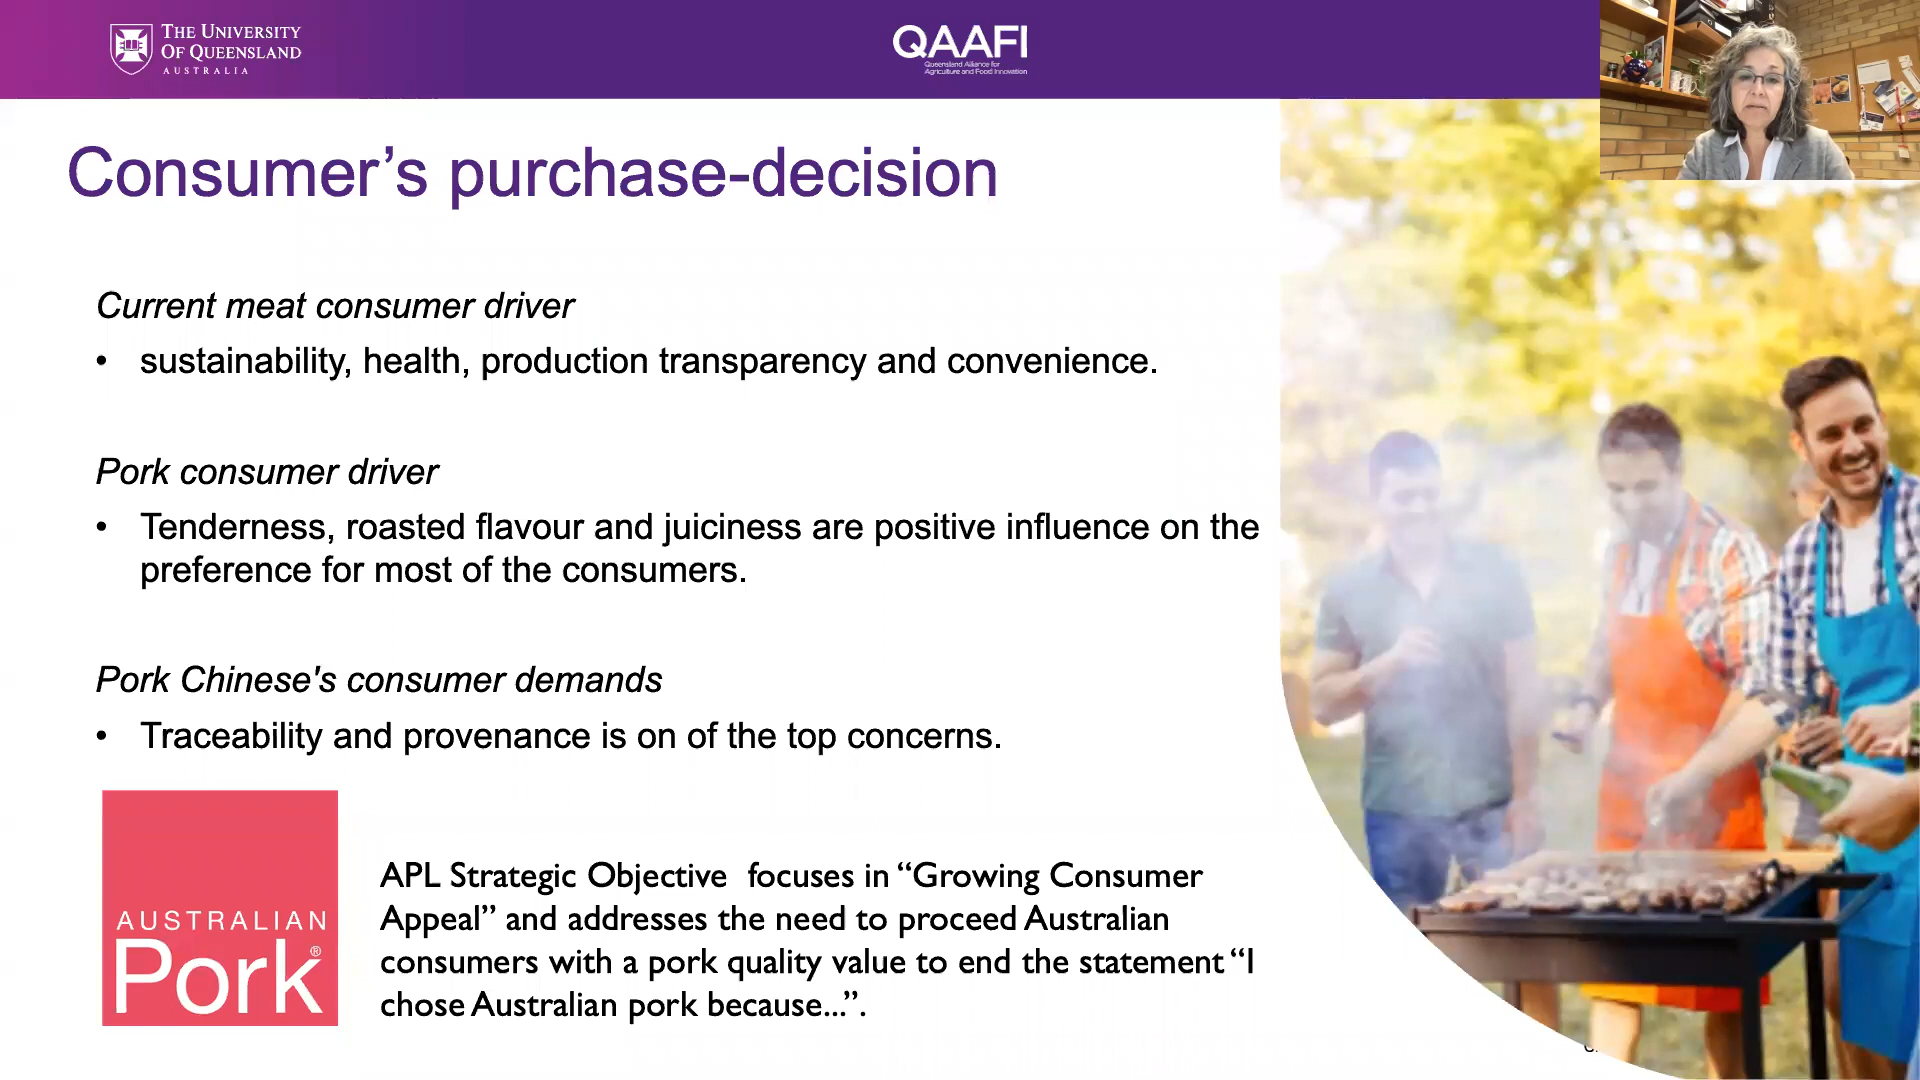 THE UNIVERSITY
OF QUEENSLAND
AUSTRALIA
QAAFI
Queensland Alliance for
Agriculture and Food Innovation
Consumer’s purchase-decision
Current meat consumer driver
• sustainability, health, production transparency and convenience.
Pork consumer driver
• Tenderness, roasted flavour and juiciness are positive influence on the
preference for most of the consumers.
Pork Chinese's consumer demands
• Traceability and provenance is on of the top concerns.
AUSTRALIAN
Pork®
APL Strategic Objective focuses in “Growing Consumer
Appeal” and addresses the need to proceed Australian
consumers with a pork quality value to end the statement “I
chose Australian pork because...”.